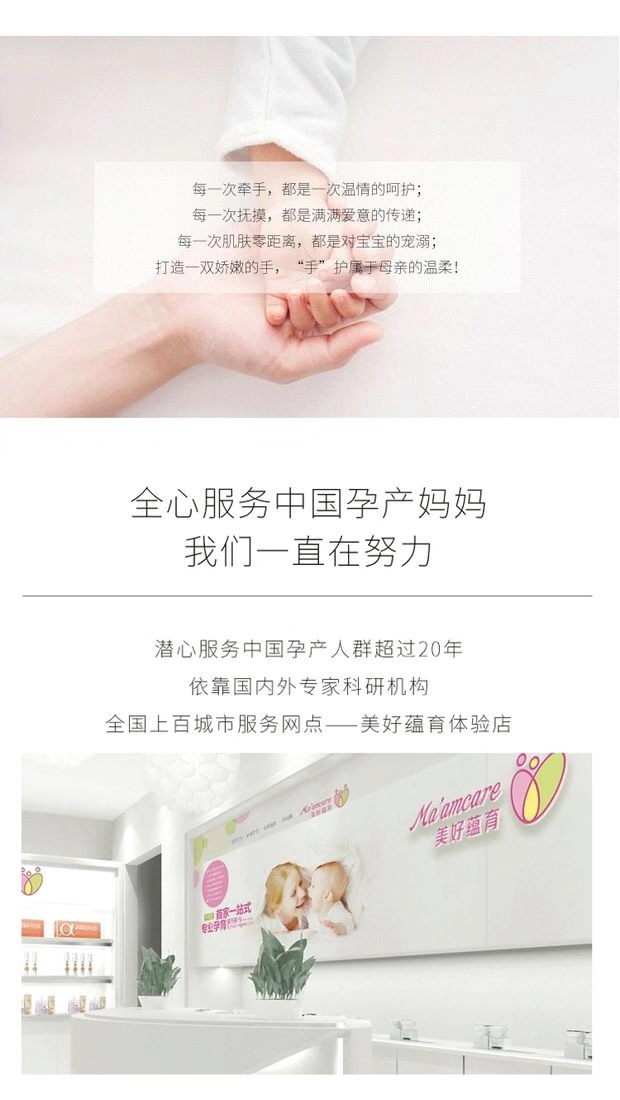 每一次牵手，都是一次温情的呵护；
每一次抚摸，都是满满爱意的传递；
每一次肌肤零距离，都是对宝宝的宠溺；
打造一双娇嫩的手，“手”护属于母亲的温柔！
全心服务中国孕产妈妈
我们一直在努力
潜心服务中国孕产人群超过20年
依靠国内外专家科研机构
全国上百城市服务网点——美好蕴育体验店
Ma'amcare
美好蕴育
Ma'amcare
美好蕴育
首家一站式
专业孕育